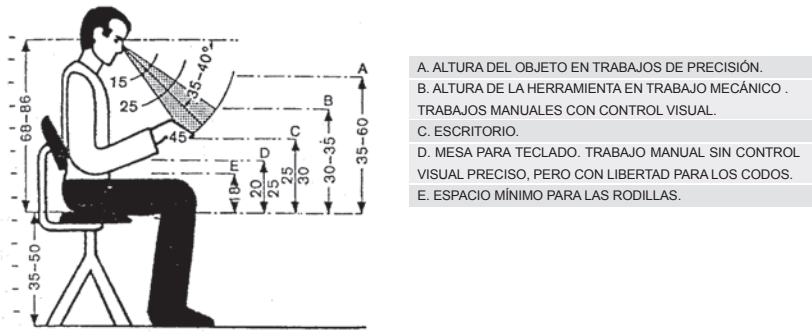 35-40°
15
25
45
68-86
35-50
A
B
C
D
E
18
20
25
25
30
30-35
35-60
A. ALTURA DEL OBJETO EN TRABAJOS DE PRECISIÓN.
B. ALTURA DE LA HERRAMIENTA EN TRABAJO MECÁNICO .
TRABAJOS MANUALES CON CONTROL VISUAL.
C. ESCRITORIO.
D. MESA PARA TECLADO. TRABAJO MANUAL SIN CONTROL
VISUAL PRECISO, PERO CON LIBERTAD PARA LOS CODOS.
E. ESPACIO MÍNIMO PARA LAS RODILLAS.